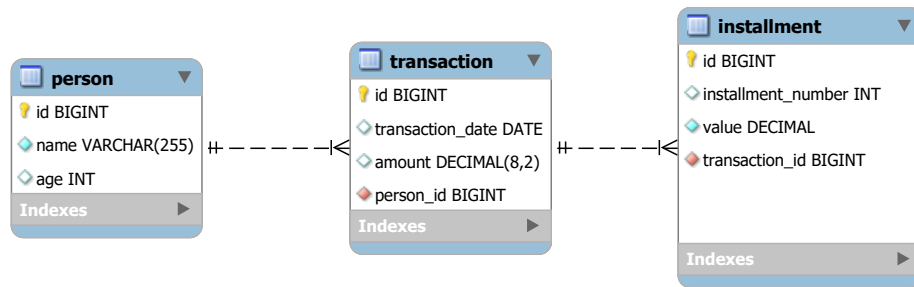 person
id BIGINT
name VARCHAR(255)
age INT
Indexes
transaction
id BIGINT
transaction_date DATE
amount DECIMAL(8,2)
person_id BIGINT
Indexes
installment
id BIGINT
installment_number INT
value DECIMAL
transaction_id BIGINT
Indexes